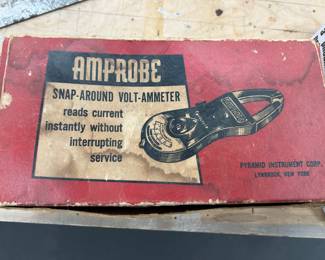 AMPROBE
SNAP-AROUND VOLT-AMMETER
reads current
instantly without
interrupting
service
PYRAMID INSTRUMENT CORP.
LYNBROOK, NEW YORK